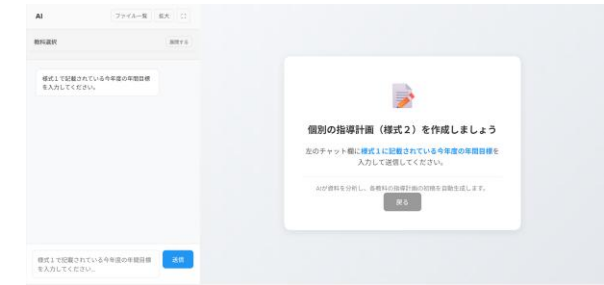 AI
ファイル一覧
拡大
教科選択
様式１で記載されている今年度の年間目標
を入力してください。
個別の指導計画（様式２）を作成しましょう
左のチャット欄に様式１に記載されている今年度の年間目標を
入力して送信してください。
AIが資料を分析し、各教科の指導計画の初稿を自動生成します。
戻る
様式１で記載されている今年度の年間目標
を入力してください。
送信